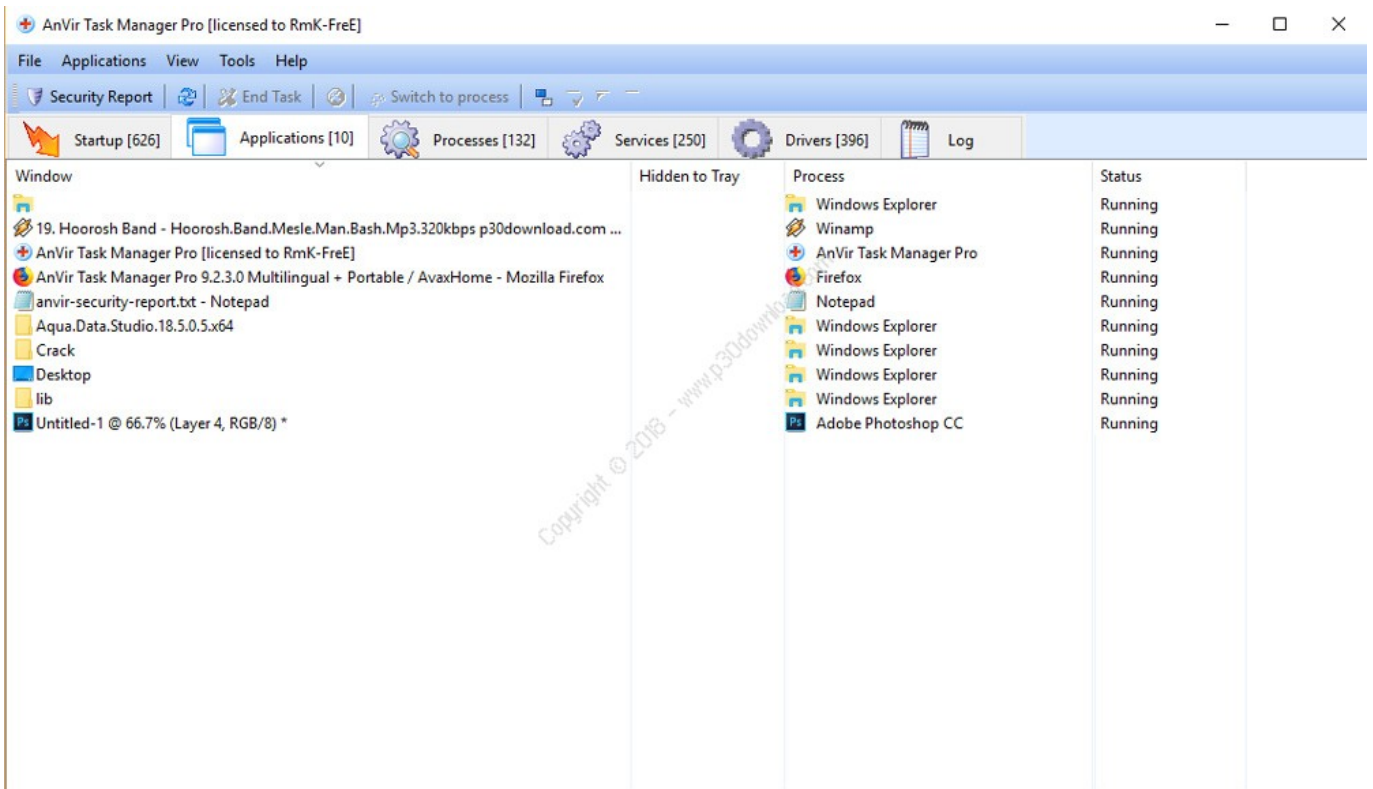 AnVir Task Manager Pro [licensed to RmK-FreE]
File Applications View Tools Help
Security Report End Task Switch to process
Startup [626] Applications [10] Processes [132] Services [250] Drivers [396] Log
Window Hidden to Tray Process Status
Windows Explorer Running
19. Hoorosh Band - Hoorosh.Band.Mesle.Man.Bash.Mp3.320kbps p30download.com ... Winamp Running
AnVir Task Manager Pro [licensed to RmK-FreE] AnVir Task Manager Pro Running
AnVir Task Manager Pro 9.2.3.0 Multilingual + Portable / AvaxHome - Mozilla Firefox Firefox Running
anvir-security-report.txt - Notepad Notepad Running
Aqua.Data.Studio.18.5.0.5.x64 Windows Explorer Running
Crack Windows Explorer Running
Desktop Windows Explorer Running
lib Windows Explorer Running
Ps Untitled-1 @ 66.7% (Layer 4, RGB/8) * Ps Adobe Photoshop CC Running
Copyright © 2018 - www.p30download.com